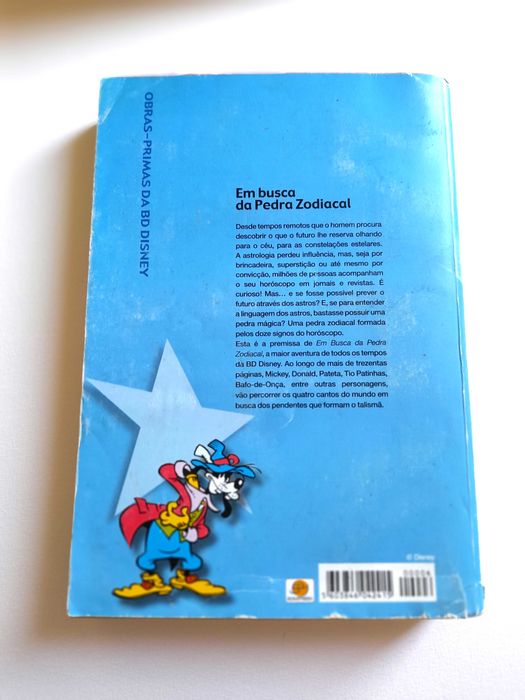 OBRAS-PRIMAS DA BD DISNEY
Em busca
da Pedra Zodiacal
Desde tempos remotos que o homem procura
descobrir o que o futuro lhe reserva olhando
para o céu, para as constelações estelares.
A astrologia perdeu influência, mas, seja por
brincadeira, superstição ou até mesmo por
convicção, milhões de pessoas acompanham
o seu horóscopo em jornais e revistas. É
curioso! Mas... e se fosse possível prever o
futuro através dos astros? E, se para entender
a linguagem dos astros, bastasse possuir uma
pedra mágica? Uma pedra zodiacal formada
pelos doze signos do horóscopo.
Esta é a premissa de Em Busca da Pedra
Zodiacal, a maior aventura de todos os tempos
da BD Disney. Ao longo de mais de trezentas
páginas, Mickey, Donald, Pateta, Tio Patinhas,
Bafo-de-Onça, entre outras personagens,
vão percorrer os quatro cantos do mundo em
busca dos pendentes que formam o talismã.
© Disney
00006
5603846042415